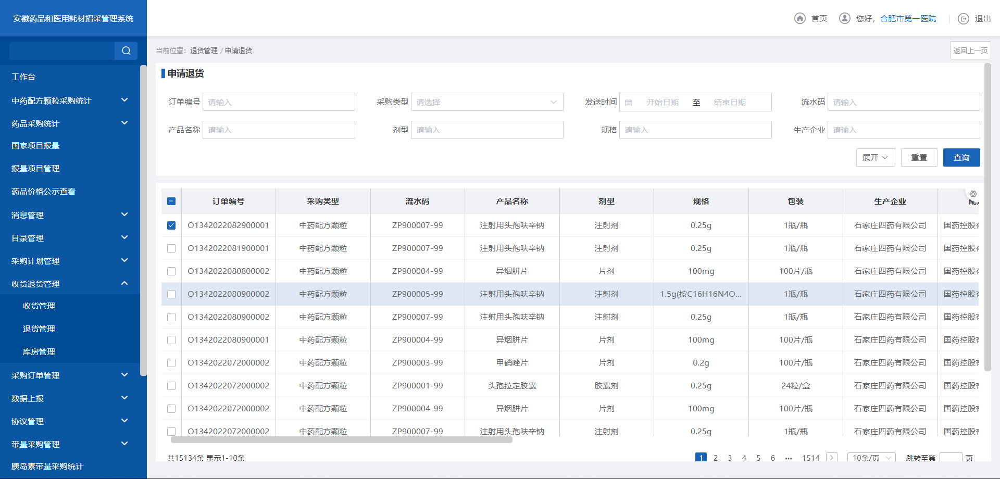 安徽药品和医用耗材招采管理系统
首页
您好，合肥市第一医院
退出
当前位置：退货管理 / 申请退货
返回上一页
工作台
中药配方颗粒采购统计
药品采购统计
国家项目报量
报量项目管理
药品价格公示查看
消息管理
目录管理
采购计划管理
收货退货管理
收货管理
退货管理
库房管理
采购订单管理
数据上报
协议管理
带量采购管理
胰岛素带量采购统计
申请退货
订单编号 请输入 采购类型 请选择 发送时间 开始日期 至 结束日期 流水码 请输入
产品名称 请输入 剂型 请输入 规格 请输入 生产企业 请输入
展开 重置 查询
订单编号 采购类型 流水码 产品名称 剂型 规格 包装 生产企业 配
O1342022082900001 中药配方颗粒 ZP900007-99 注射用头孢呋辛钠 注射剂 0.25g 1瓶/瓶 石家庄四药有限公司 国药控股有
O1342022081900001 中药配方颗粒 ZP900007-99 注射用头孢呋辛钠 注射剂 0.25g 1瓶/瓶 石家庄四药有限公司 国药控股有
O1342022080800002 中药配方颗粒 ZP900004-99 异烟肼片 片剂 100mg 100片/瓶 石家庄四药有限公司 国药控股有
O1342022080900002 中药配方颗粒 ZP900005-99 注射用头孢呋辛钠 注射剂 1.5g(按C16H16N4O... 1瓶/瓶 石家庄四药有限公司 国药控股有
O1342022080900002 中药配方颗粒 ZP900007-99 注射用头孢呋辛钠 注射剂 0.25g 1瓶/瓶 石家庄四药有限公司 国药控股有
O1342022080900001 中药配方颗粒 ZP900004-99 异烟肼片 片剂 100mg 100片/瓶 石家庄四药有限公司 国药控股有
O1342022072000002 中药配方颗粒 ZP900003-99 甲硝唑片 片剂 0.2g 100片/瓶 石家庄四药有限公司 国药控股有
O1342022072000002 中药配方颗粒 ZP900001-99 头孢拉定胶囊 胶囊剂 0.25g 24粒/盒 石家庄四药有限公司 国药控股有
O1342022072000002 中药配方颗粒 ZP900004-99 异烟肼片 片剂 100mg 100片/瓶 石家庄四药有限公司 国药控股有
O1342022072000002 中药配方颗粒 ZP900007-99 注射用头孢呋辛钠 注射剂 0.25g 1瓶/瓶 石家庄四药有限公司 国药控股有
共15134条 显示1-10条 1 2 3 4 5 6 ••• 1514 10条/页 跳转至第 页